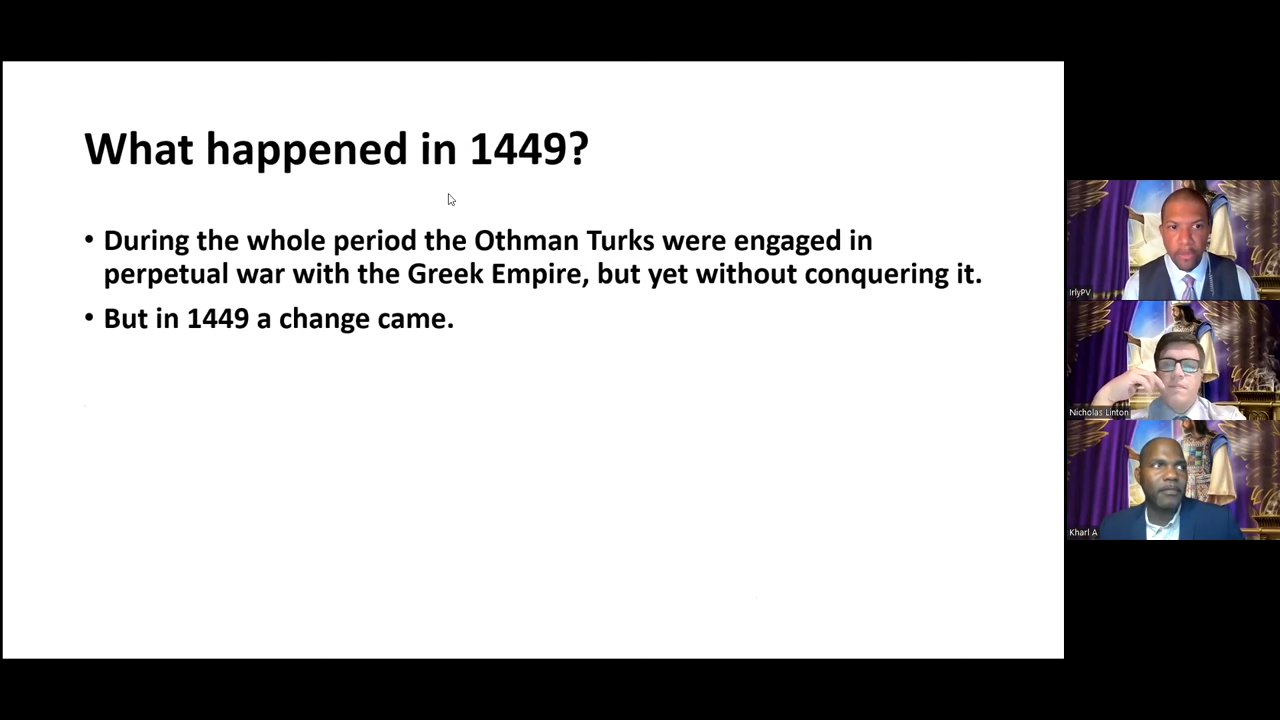 What happened in 1449?
• During the whole period the Othman Turks were engaged in
perpetual war with the Greek Empire, but yet without conquering it.
• But in 1449 a change came.
IrlyPV
Nicholas Linton
Kharl A